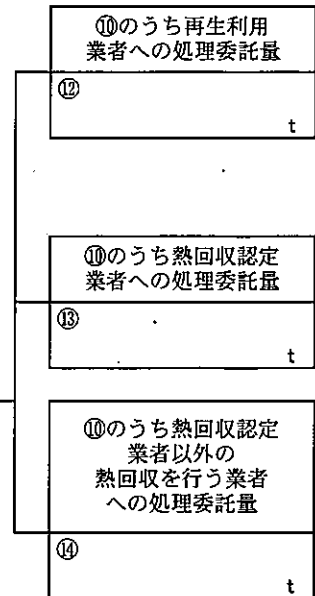 ⑩のうち再生利用
業者への処理委託量
⑫
t
⑩のうち熱回収認定
業者への処理委託量
⑬
t
⑩のうち熱回収認定
業者以外の
熱回収を行う業者
への処理委託量
⑭
t